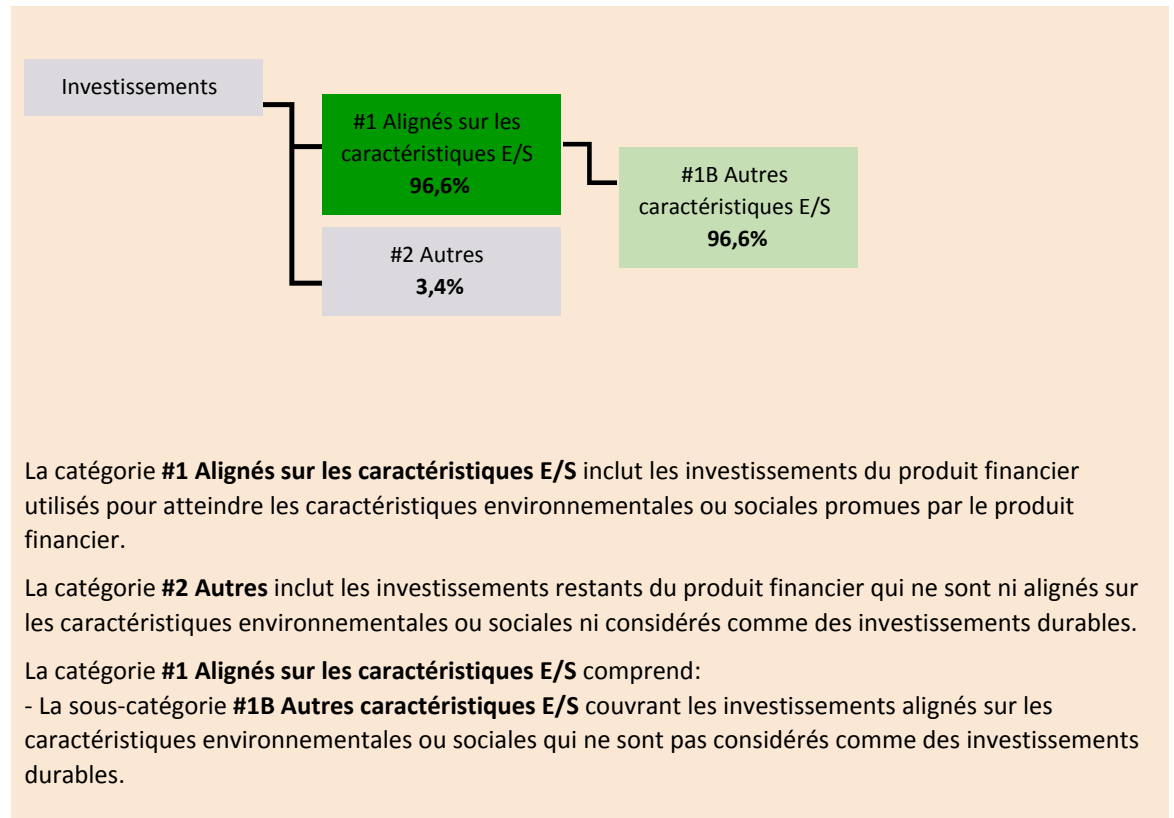 Investissements
#1 Alignés sur les
caractéristiques E/S
96,6%
#1B Autres
caractéristiques E/S
96,6%
#2 Autres
3,4%
La catégorie #1 Alignés sur les caractéristiques E/S inclut les investissements du produit financier
utilisés pour atteindre les caractéristiques environnementales ou sociales promues par le produit
financier.
La catégorie #2 Autres inclut les investissements restants du produit financier qui ne sont ni alignés sur
les caractéristiques environnementales ou sociales ni considérés comme des investissements durables.
La catégorie #1 Alignés sur les caractéristiques E/S comprend:
- La sous-catégorie #1B Autres caractéristiques E/S couvrant les investissements alignés sur les
caractéristiques environnementales ou sociales qui ne sont pas considérés comme des investissements
durables.